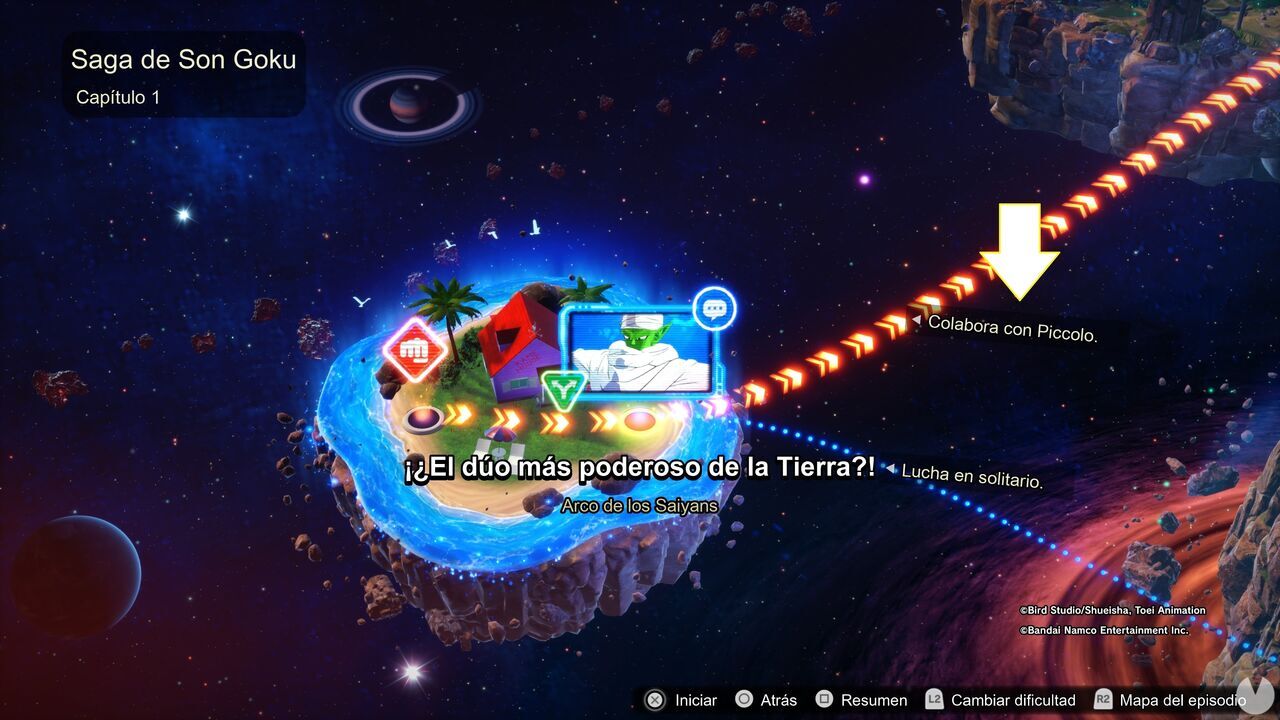 Saga de Son Goku
Capítulo 1
Colabora con Piccolo.
¡¿El dúo más poderoso de la Tierra?!
Lucha en solitario.
Arco de los Saiyans
©Bird Studio/Shueisha, Toei Animation
©Bandai Namco Entertainment Inc.
Iniciar Atrás Resumen L2 Cambiar dificultad R2 Mapa del episodio